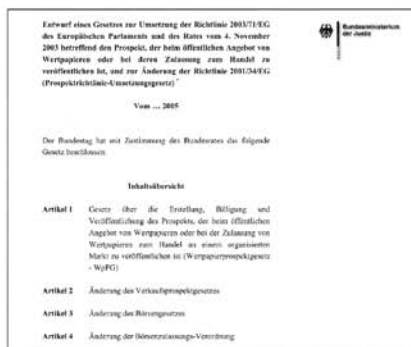 Entwurf eines Gesetzes zur Umsetzung der Richtlinie 2003/71/EG
des Europäischen Parlaments und des Rates vom 4. November
2003 betreffend den Prospekt, der beim öffentlichen Angebot von
Wertpapieren oder bei deren Zulassung zum Handel zu
veröffentlichen ist, und zur Änderung der Richtlinie 2001/34/EG
(Prospektrichtlinie-Umsetzungsgesetz) *
Bundesministerium
der Justiz
Vom ... 2005
Der Bundestag hat mit Zustimmung des Bundesrates das folgende
Gesetz beschlossen:
Inhaltsübersicht
Artikel 1 Gesetz über die Erstellung, Billigung und
Veröffentlichung des Prospekts, der beim öffentlichen
Angebot von Wertpapieren oder bei der Zulassung von
Wertpapieren zum Handel an einem organisierten
Markt zu veröffentlichen ist (Wertpapierprospektgesetz
- WpPG)
Artikel 2 Änderung des Verkaufsprospektgesetzes
Artikel 3 Änderung des Börsengesetzes
Artikel 4 Änderung der Börsenzulassungs-Verordnung